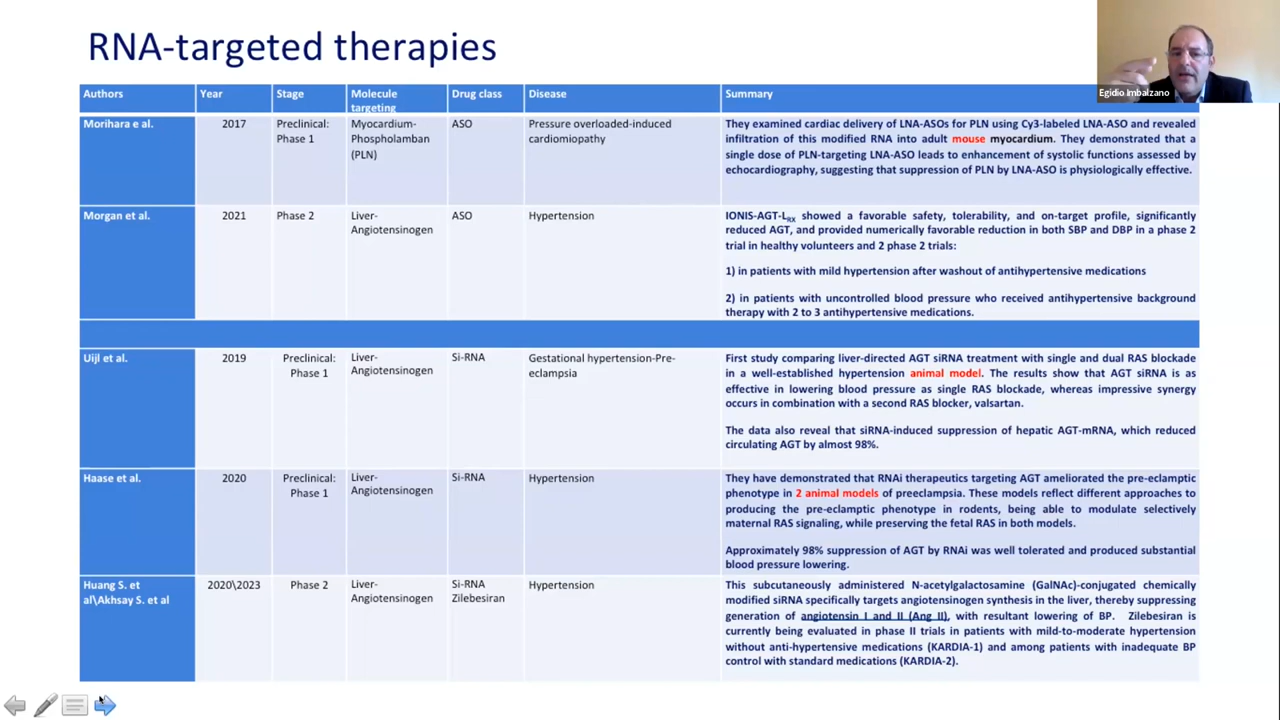 RNA-targeted therapies
Egidio Imbalzano
Authors Year Stage Molecule targeting Drug class Disease Summary
Morihara e al. 2017 Preclinical: Phase 1 Myocardium-Phospholamban (PLN) ASO Pressure overloaded-induced cardiomiopathy
They examined cardiac delivery of LNA-ASOs for PLN using Cy3-labeled LNA-ASO and revealed
infiltration of this modified RNA into adult mouse myocardium. They demonstrated that a
single dose of PLN-targeting LNA-ASO leads to enhancement of systolic functions assessed by
echocardiography, suggesting that suppression of PLN by LNA-ASO is physiologically effective.
Morgan et al. 2021 Phase 2 Liver-Angiotensinogen ASO Hypertension
IONIS-AGT-LRX showed a favorable safety, tolerability, and on-target profile, significantly
reduced AGT, and provided numerically favorable reduction in both SBP and DBP in a phase 2
trial in healthy volunteers and 2 phase 2 trials:
1) in patients with mild hypertension after washout of antihypertensive medications
2) in patients with uncontrolled blood pressure who received antihypertensive background
therapy with 2 to 3 antihypertensive medications.
Uijl et al. 2019 Preclinical: Phase 1 Liver-Angiotensinogen Si-RNA Gestational hypertension-Pre-eclampsia
First study comparing liver-directed AGT siRNA treatment with single and dual RAS blockade
in a well-established hypertension animal model. The results show that AGT siRNA is as
effective in lowering blood pressure as single RAS blockade, whereas impressive synergy
occurs in combination with a second RAS blocker, valsartan.
The data also reveal that siRNA-induced suppression of hepatic AGT-mRNA, which reduced
circulating AGT by almost 98%.
Haase et al. 2020 Preclinical: Phase 1 Liver-Angiotensinogen Si-RNA Hypertension
They have demonstrated that RNAi therapeutics targeting AGT ameliorated the pre-eclamptic
phenotype in 2 animal models of preeclampsia. These models reflect different approaches to
producing the pre-eclamptic phenotype in rodents, being able to modulate selectively
maternal RAS signaling, while preserving the fetal RAS in both models.
Approximately 98% suppression of AGT by RNAi was well tolerated and produced substantial
blood pressure lowering.
Huang S. et al\Akhsay S. et al 2020\2023 Phase 2 Liver-Angiotensinogen Si-RNA Zilebesiran Hypertension
This subcutaneously administered N-acetylgalactosamine (GalNAc)-conjugated chemically
modified siRNA specifically targets angiotensinogen synthesis in the liver, thereby suppressing
generation of angiotensin I and II (Ang II), with resultant lowering of BP. Zilebesiran is
currently being evaluated in phase II trials in patients with mild-to-moderate hypertension
without anti-hypertensive medications (KARDIA-1) and among patients with inadequate BP
control with standard medications (KARDIA-2).